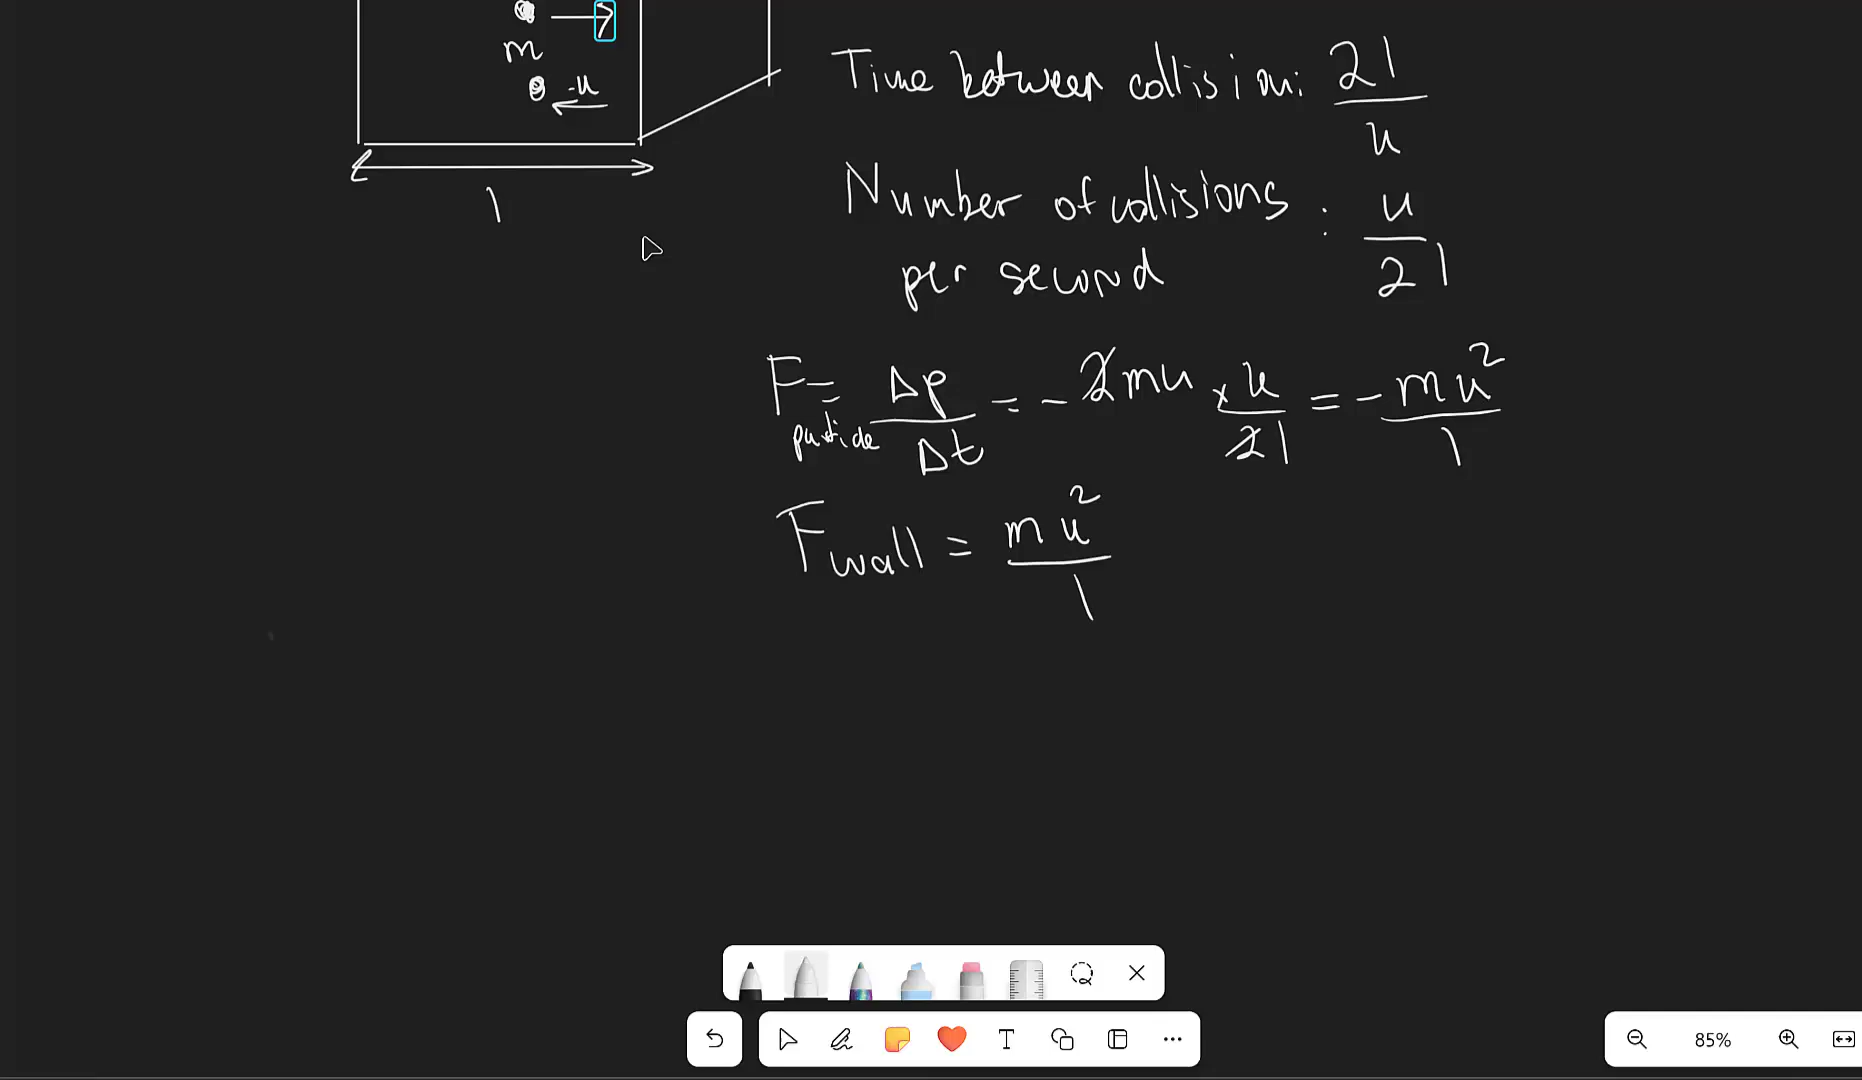 m
-u
l
Time between collision: 2l/u
Number of collisions per second : u/2l
F particle = Δp/Δt = - 2mu × u/2l = - mu²/l
F wall = mu²/l
85%